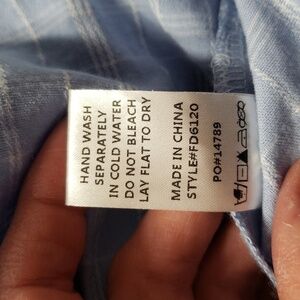 HAND WASH
SEPARATELY
IN COLD WATER
DO NOT BLEACH
LAY FLAT TO DRY
MADE IN CHINA
STYLE#FD6120
PO#14789